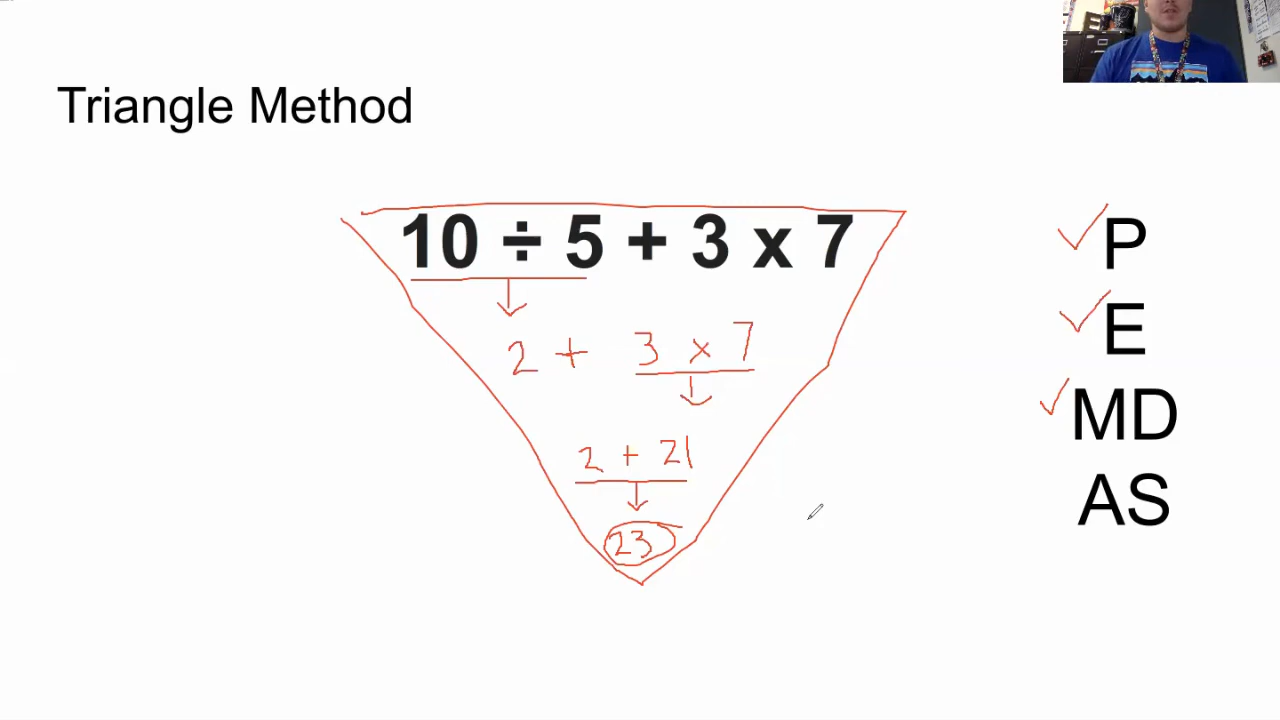 Triangle Method
10 ÷ 5 + 3 x 7
2 + 3 x 7
2 + 21
23
P
E
MD
AS